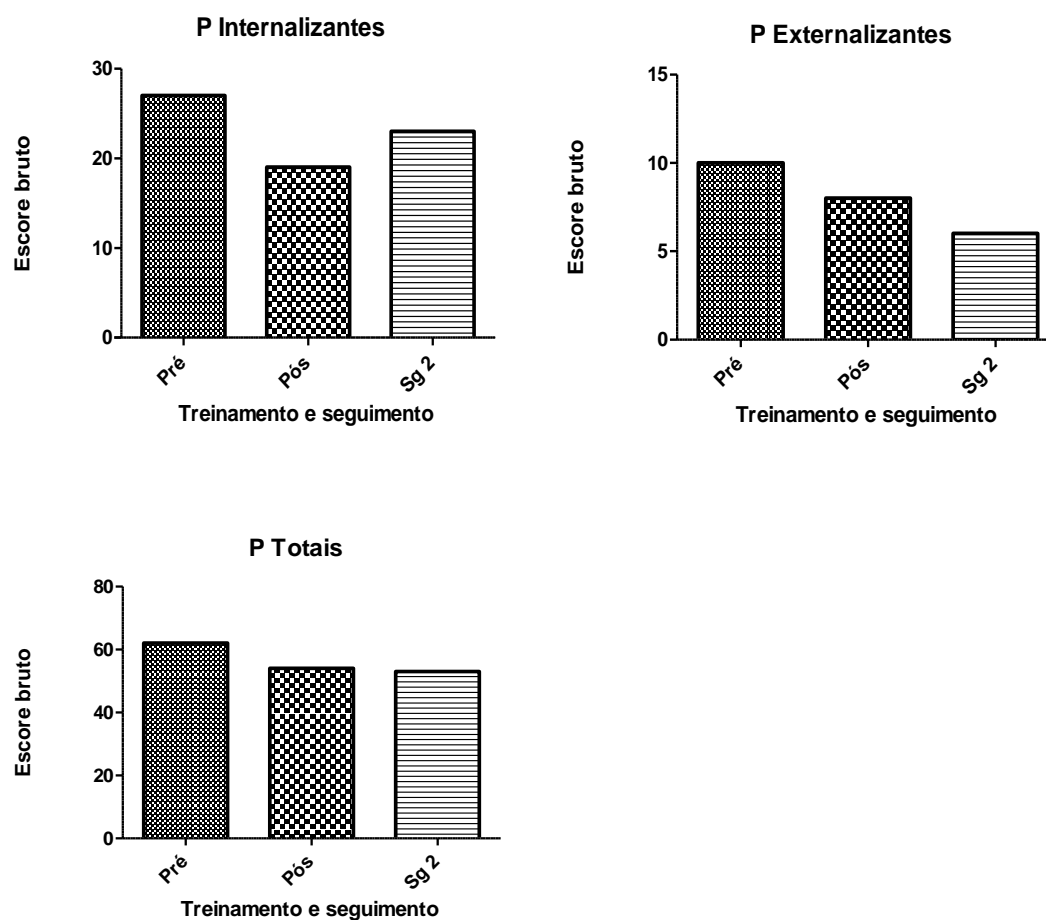 P Internalizantes
30
20
10
0
Escore bruto
Pré
Pós
Sg 2
Treinamento e seguimento
P Externalizantes
15
10
5
0
Escore bruto
Pré
Pós
Sg 2
Treinamento e seguimento
P Totais
80
60
40
20
0
Escore bruto
Pré
Pós
Sg 2
Treinamento e seguimento